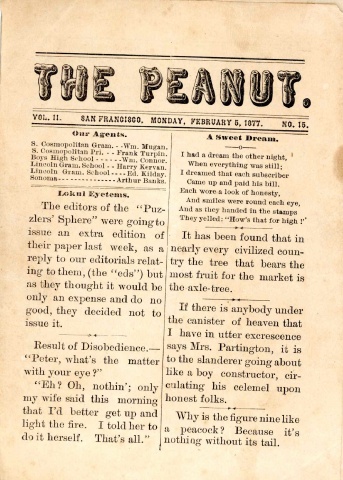 THE PEANUT.
VOL. II. SAN FRANCISCO, MONDAY, FEBRUARY 5, 1877. NO. 15.
Our Agents.
S. Cosmopolitan Gram. - - Wm. Mugan.
S. Cosmopolitan Pri. - - Frank Turpin.
Boys High School - - - - - Wm. Connor.
Lincoln Gram. School - - Harry Kervan.
Lincoln Gram. School - - - Ed. Kilday.
Sonoma - - - - - - - - - Arthur Banks.
Lokul Eyetems.
The editors of the "Puz-
zlers' Sphere" were going to
issue an extra edition of
their paper last week, as a
reply to our editorials relat-
ing to them, (the "eds") but
as they thought it would be
only an expense and do no
good, they decided not to
issue it.
Result of Disobedience.—
"Peter, what's the matter
with your eye?"
"Eh? Oh, nothin'; only
my wife said this morning
that I'd better get up and
light the fire. I told her to
do it herself. That's all."
A Sweet Dream.
I had a dream the other night,
When everything was still;
I dreamed that each subscriber
Came up and paid his bill.
Each wore a look of honesty,
And smiles were round each eye,
And as they handed in the stamps
They yelled: "How's that for high!'
It has been found that in
nearly every civilized coun-
try the tree that bears the
most fruit for the market is
the axle-tree.
If there is anybody under
the canister of heaven that
I have in utter excrescence
says Mrs. Partington, it is
to the slanderer going about
like a boy constructor, cir-
culating his celemel upon
honest folks.
Why is the figure nine like
a peacock? Because it's
nothing without its tail.